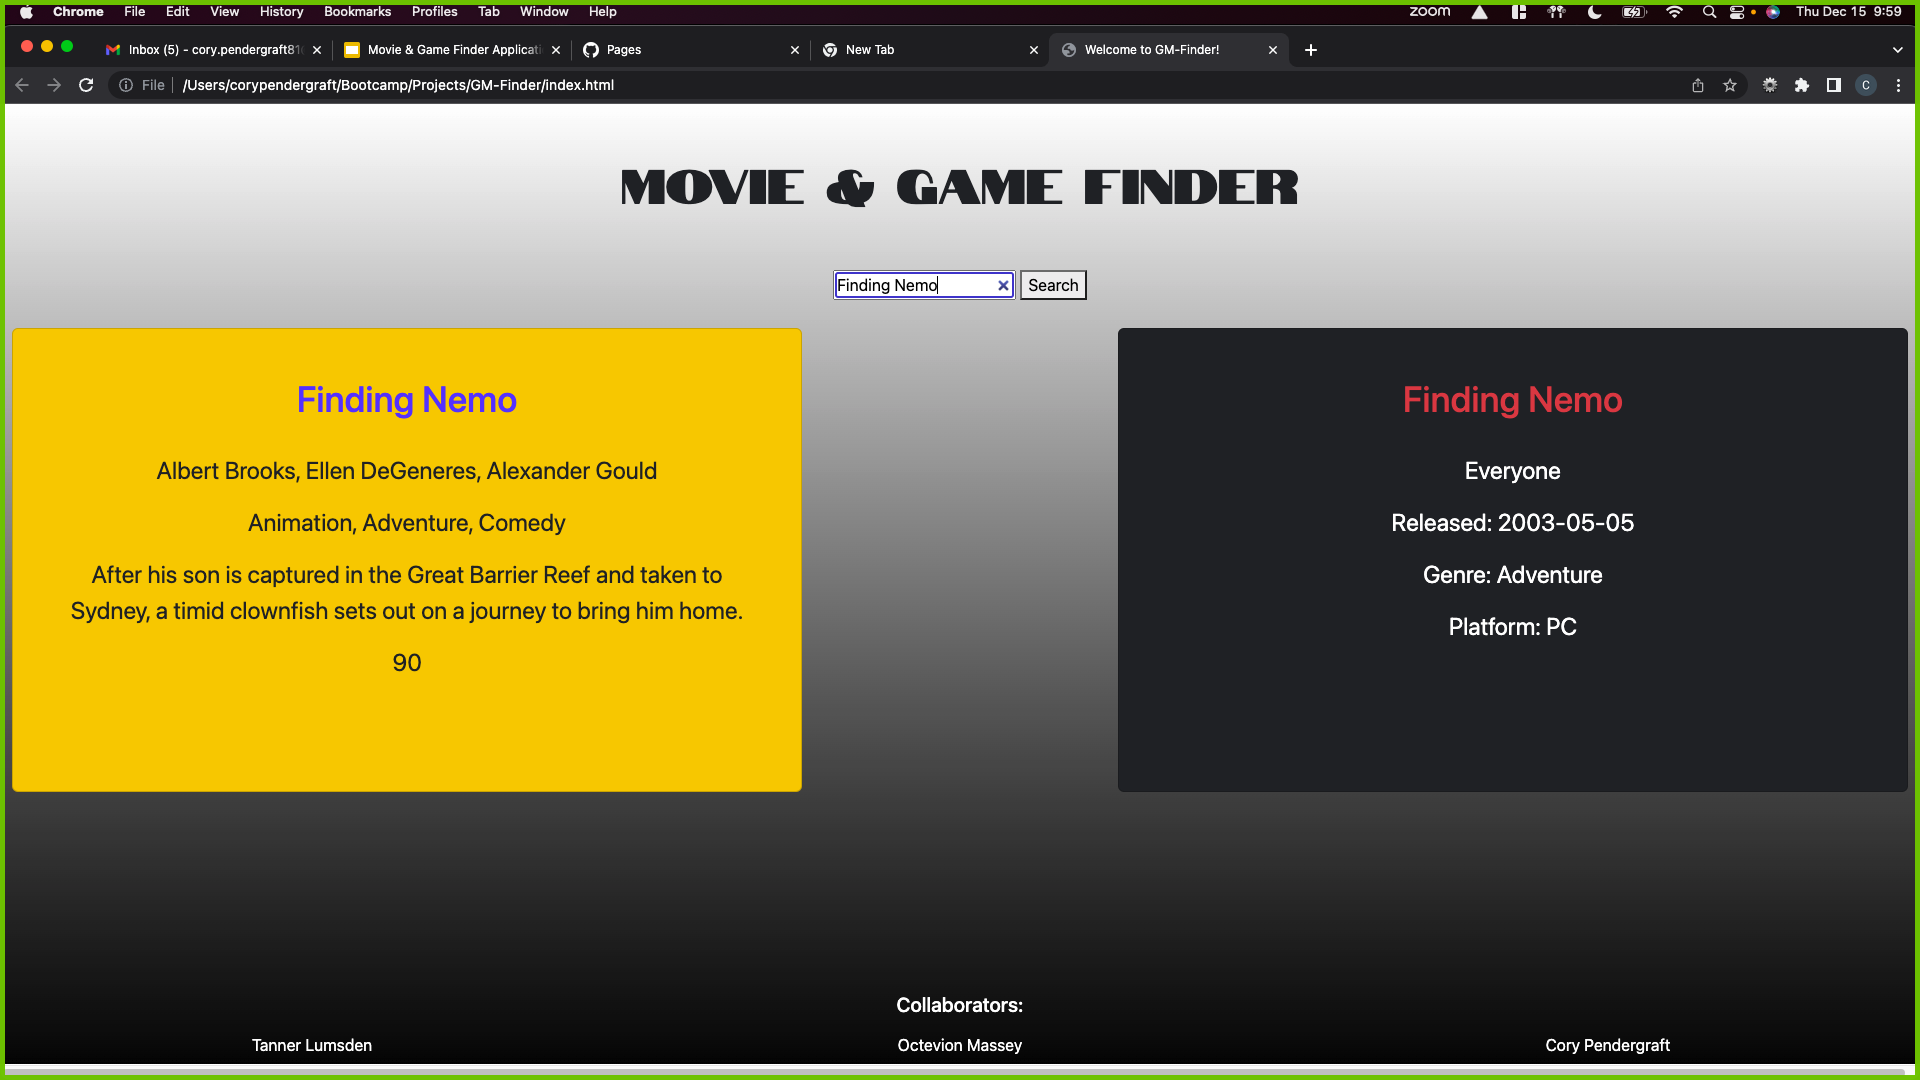 Chrome File Edit View History Bookmarks Profiles Tab Window Help zoom Thu Dec 15 9:59
Inbox (5) - cory.pendergraft81 Movie & Game Finder Applicati Pages New Tab Welcome to GM-Finder!
File /Users/corypendergraft/Bootcamp/Projects/GM-Finder/index.html C
MOVIE & GAME FINDER
Finding Nemo Search
Finding Nemo
Albert Brooks, Ellen DeGeneres, Alexander Gould
Animation, Adventure, Comedy
After his son is captured in the Great Barrier Reef and taken to
Sydney, a timid clownfish sets out on a journey to bring him home.
90
Finding Nemo
Everyone
Released: 2003-05-05
Genre: Adventure
Platform: PC
Collaborators:
Tanner Lumsden Octevion Massey Cory Pendergraft